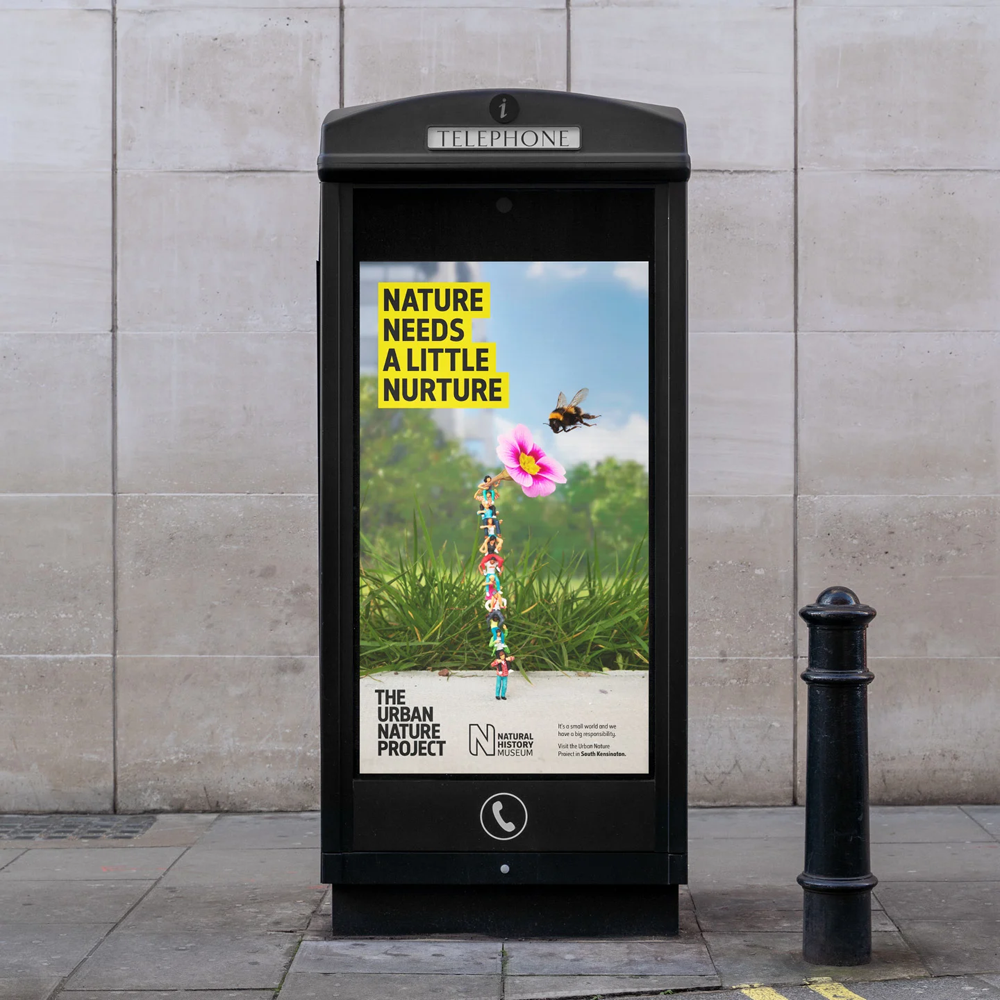 i
TELEPHONE
NATURE
NEEDS
A LITTLE
NURTURE
THE
URBAN
NATURE
PROJECT
N
NATURAL
HISTORY
MUSEUM
It's a small world and we
have a big responsibility.
Visit the Urban Nature
Project in South Kensinaton.